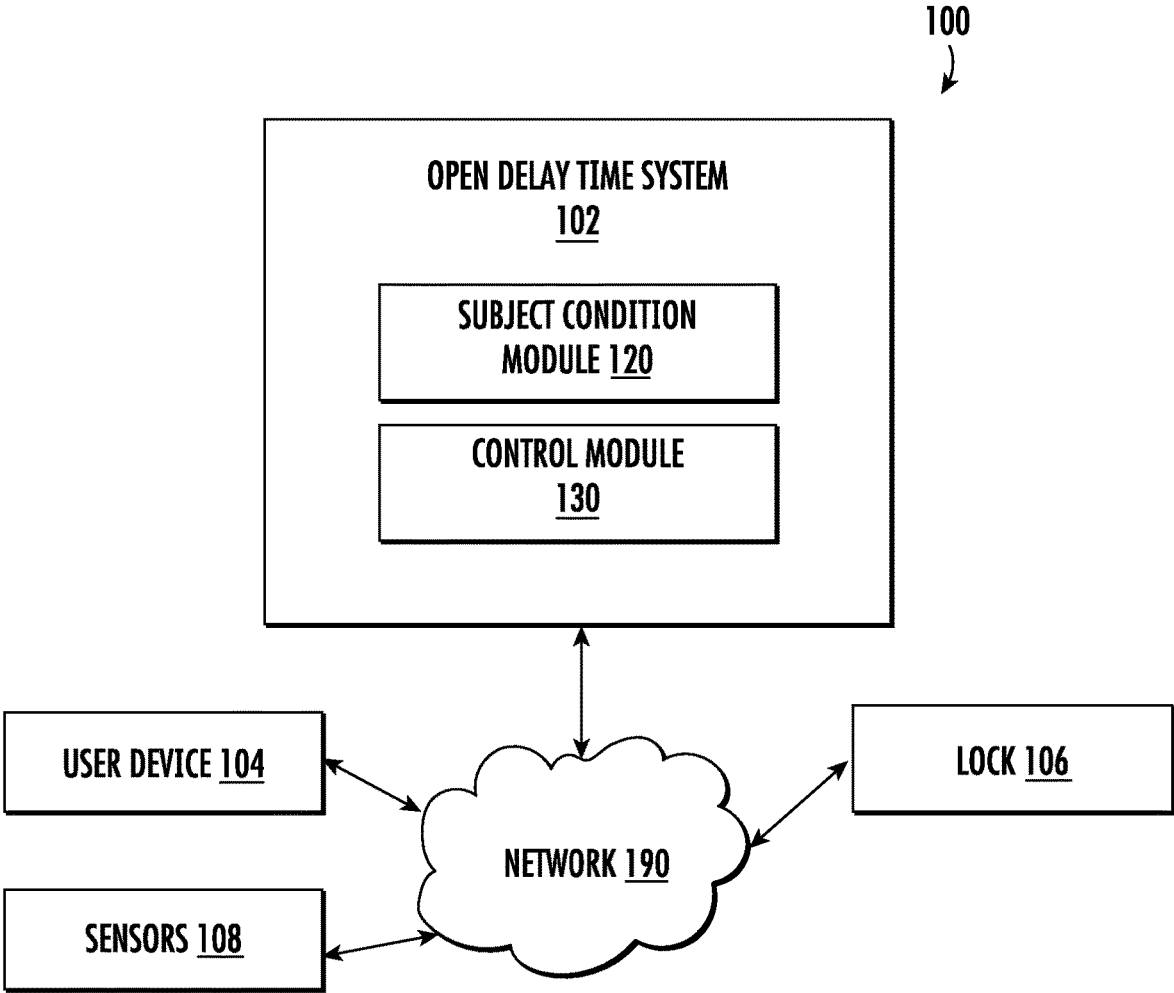 100
OPEN DELAY TIME SYSTEM
102
SUBJECT CONDITION
MODULE 120
CONTROL MODULE
130
USER DEVICE 104
LOCK 106
NETWORK 190
SENSORS 108